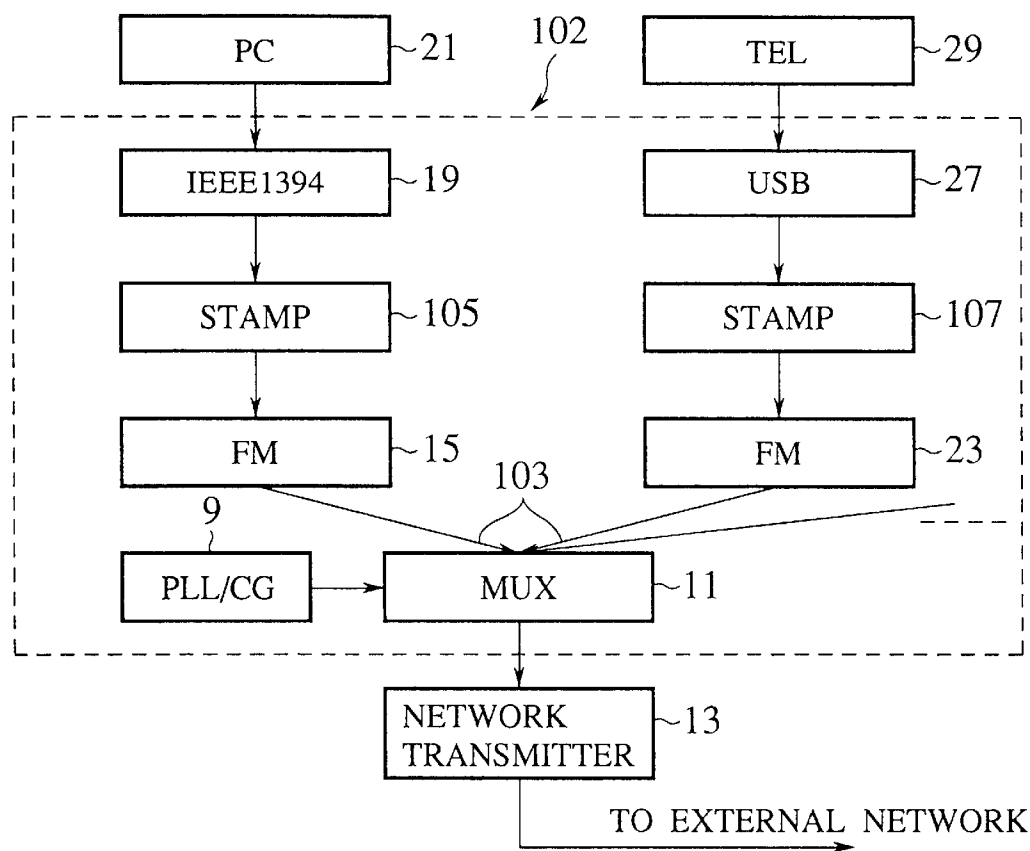 102
PC 21
TEL 29
IEEE1394 19
USB 27
STAMP 105
STAMP 107
FM 15
FM 23
103
9
PLL/CG
MUX 11
NETWORK
TRANSMITTER 13
TO EXTERNAL NETWORK